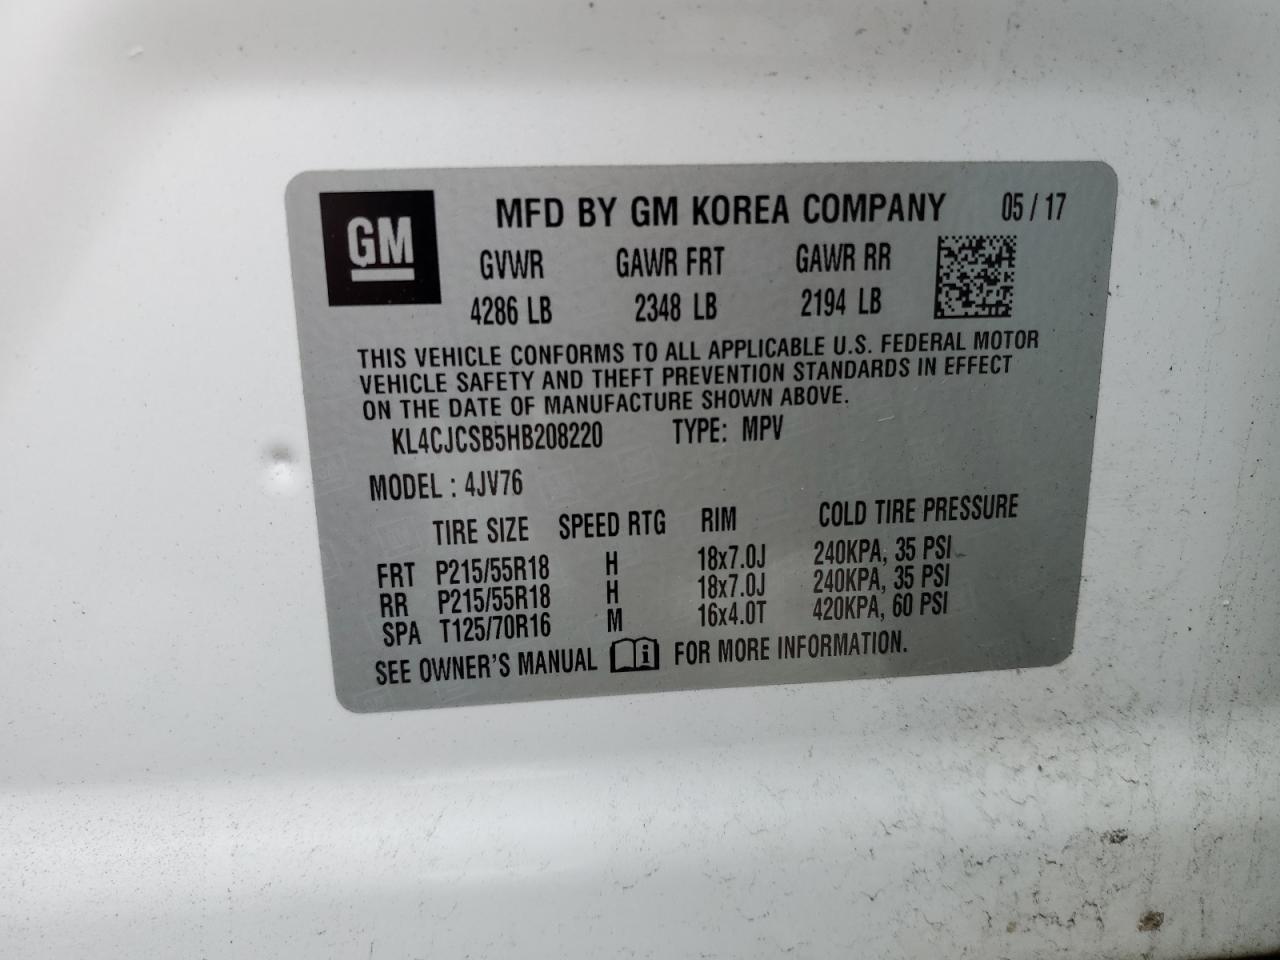 GM
MFD BY GM KOREA COMPANY 05 / 17
GVWR GAWR FRT GAWR RR
4286 LB 2348 LB 2194 LB
THIS VEHICLE CONFORMS TO ALL APPLICABLE U.S. FEDERAL MOTOR
VEHICLE SAFETY AND THEFT PREVENTION STANDARDS IN EFFECT
ON THE DATE OF MANUFACTURE SHOWN ABOVE.
KL4CJCSB5HB208220 TYPE: MPV
MODEL : 4JV76
TIRE SIZE SPEED RTG RIM COLD TIRE PRESSURE
FRT P215/55R18 H 18x7.0J 240KPA, 35 PSI
RR P215/55R18 H 18x7.0J 240KPA, 35 PSI
SPA T125/70R16 M 16x4.0T 420KPA, 60 PSI
SEE OWNER'S MANUAL i FOR MORE INFORMATION.